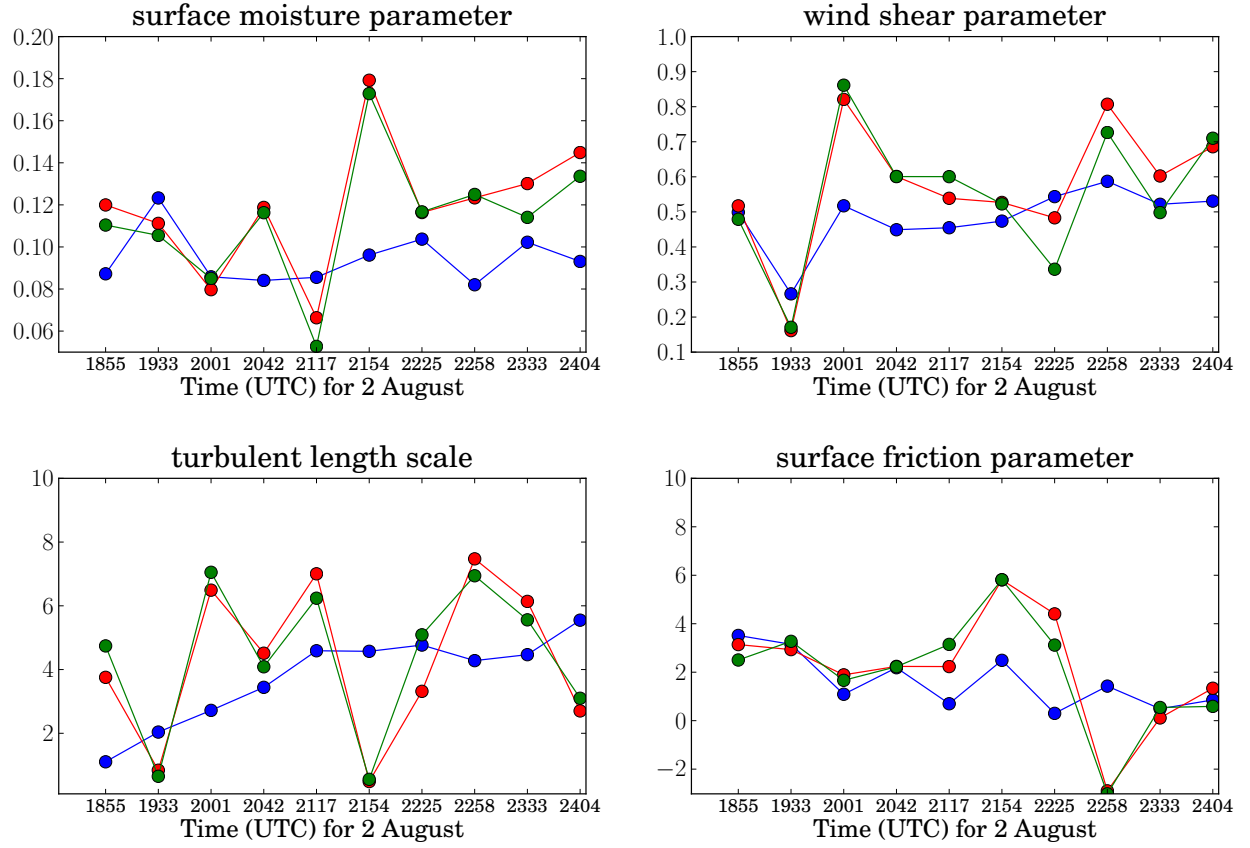 surface moisture parameter
0.20
0.18
0.16
0.14
0.12
0.10
0.08
0.06
1855 1933 2001 2042 2117 2154 2225 2258 2333 2404
Time (UTC) for 2 August
wind shear parameter
1.0
0.9
0.8
0.7
0.6
0.5
0.4
0.3
0.2
0.1
1855 1933 2001 2042 2117 2154 2225 2258 2333 2404
Time (UTC) for 2 August
turbulent length scale
10
8
6
4
2
1855 1933 2001 2042 2117 2154 2225 2258 2333 2404
Time (UTC) for 2 August
surface friction parameter
10
8
6
4
2
0
−2
1855 1933 2001 2042 2117 2154 2225 2258 2333 2404
Time (UTC) for 2 August